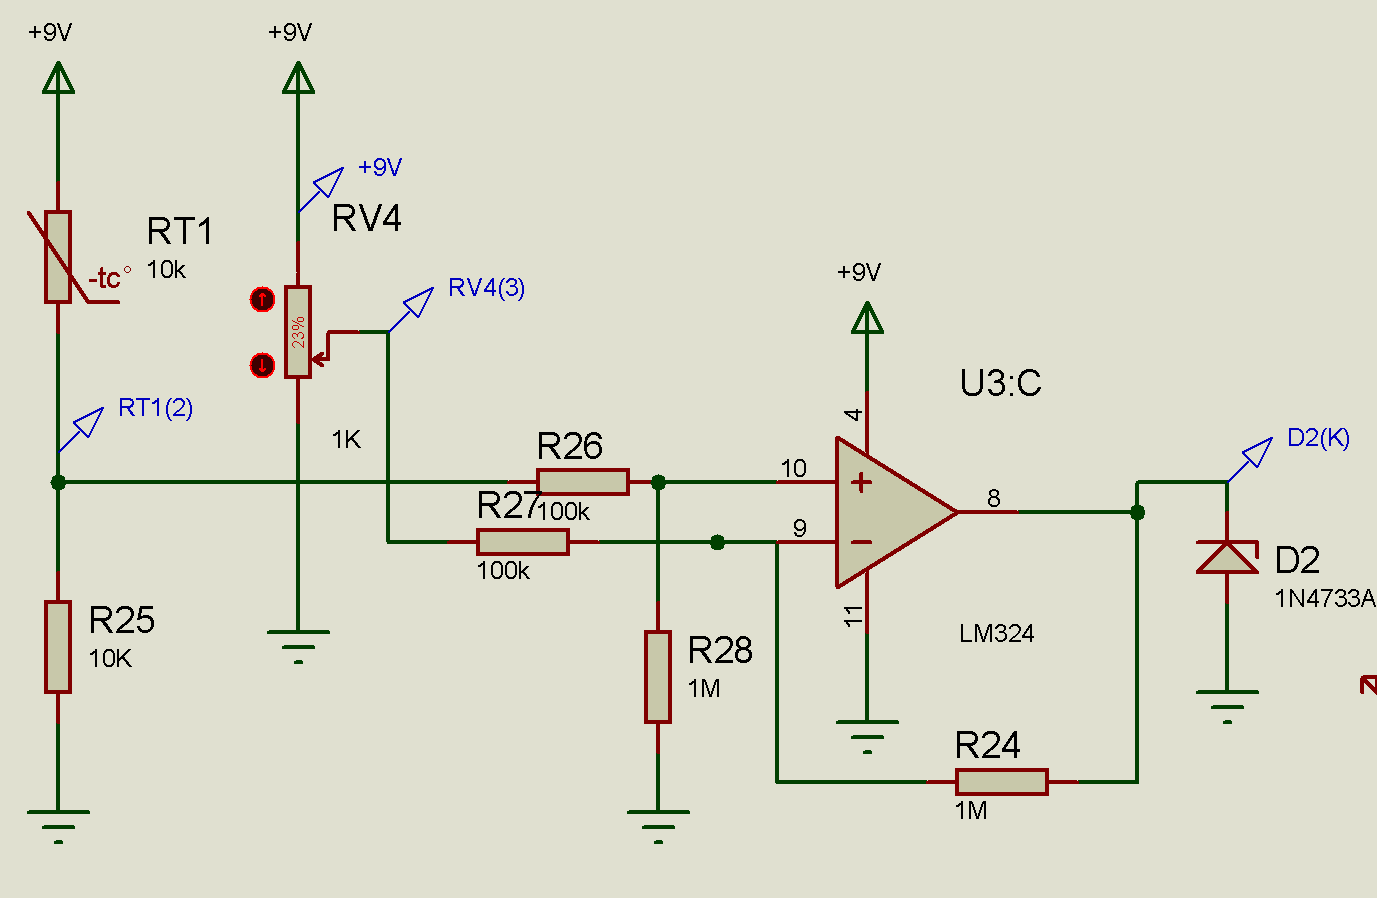 +9V
+9V
+9V
RV4
RT1
10k
-tc°
23%
RV4(3)
+9V
RT1(2)
1K
U3:C
4
R26
100k
10
D2(K)
8
R27
100k
9
D2
1N4733A
11
LM324
R25
10K
R28
1M
R24
1M